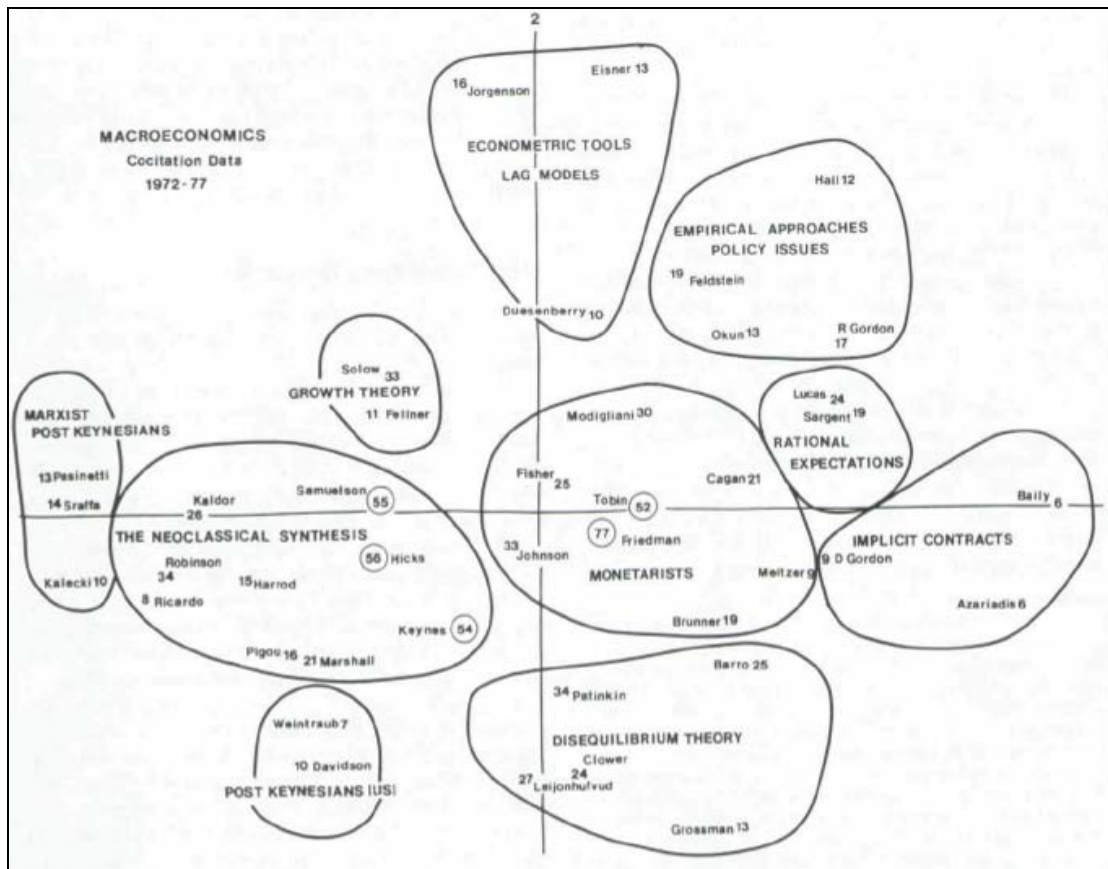 2
16 Jorgenson
Eisner 13
MACROECONOMICS
Cocitation Data
1972-77
ECONOMETRIC TOOLS
LAG MODELS
Hall 12
EMPIRICAL APPROACHES
POLICY ISSUES
19 Feldstein
Duesenberry 10
Okun 13
R Gordon
17
Solow 33
GROWTH THEORY
11 Fellner
MARXIST
POST KEYNESIANS
13 Pasinetti
14 Sraffa
Kalecki 10
Modigliani 30
Fisher 25
Cagan 21
Tobin 52
77 Friedman
33 Johnson
MONETARISTS
Meltzer 9
Brunner 19
Lucas 24
Sargent 19
RATIONAL
EXPECTATIONS
Baily 6
IMPLICIT CONTRACTS
9 D Gordon
Azariadis 6
Samuelson 55
Kaldor
26
THE NEOCLASSICAL SYNTHESIS
56 Hicks
Robinson
34
15 Harrod
8 Ricardo
Keynes 54
Pigou 16
21 Marshall
Weintraub 7
10 Davidson
POST KEYNESIANS (US)
Barro 25
34 Patinkin
DISEQUILIBRIUM THEORY
Clower
24
27 Leijonhufvud
Grossman 13